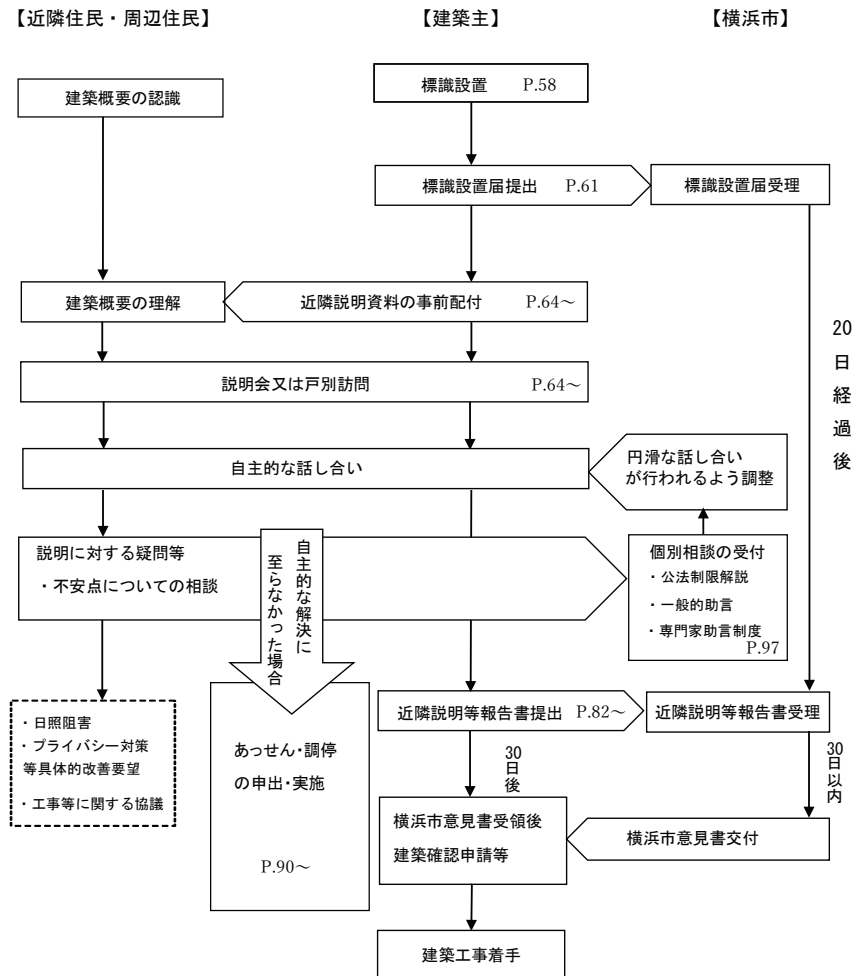 【近隣住民・周辺住民】
【建築主】
【横浜市】
建築概要の認識
標識設置 P.58
標識設置届提出 P.61
標識設置届受理
建築概要の理解
近隣説明資料の事前配付 P.64～
説明会又は戸別訪問 P.64～
20日経過後
自主的な話し合い
円滑な話し合い
が行われるよう調整
説明に対する疑問等
・不安点についての相談
自主的な解決に
至らなかった場合
個別相談の受付
・公法制限解説
・一般的助言
・専門家助言制度
P.97
・日照阻害
・プライバシー対策
等具体的改善要望
・工事等に関する協議
あっせん・調停
の申出・実施
P.90～
近隣説明等報告書提出 P.82～
近隣説明等報告書受理
30日後
30日以内
横浜市意見書受領後
建築確認申請等
横浜市意見書交付
建築工事着手